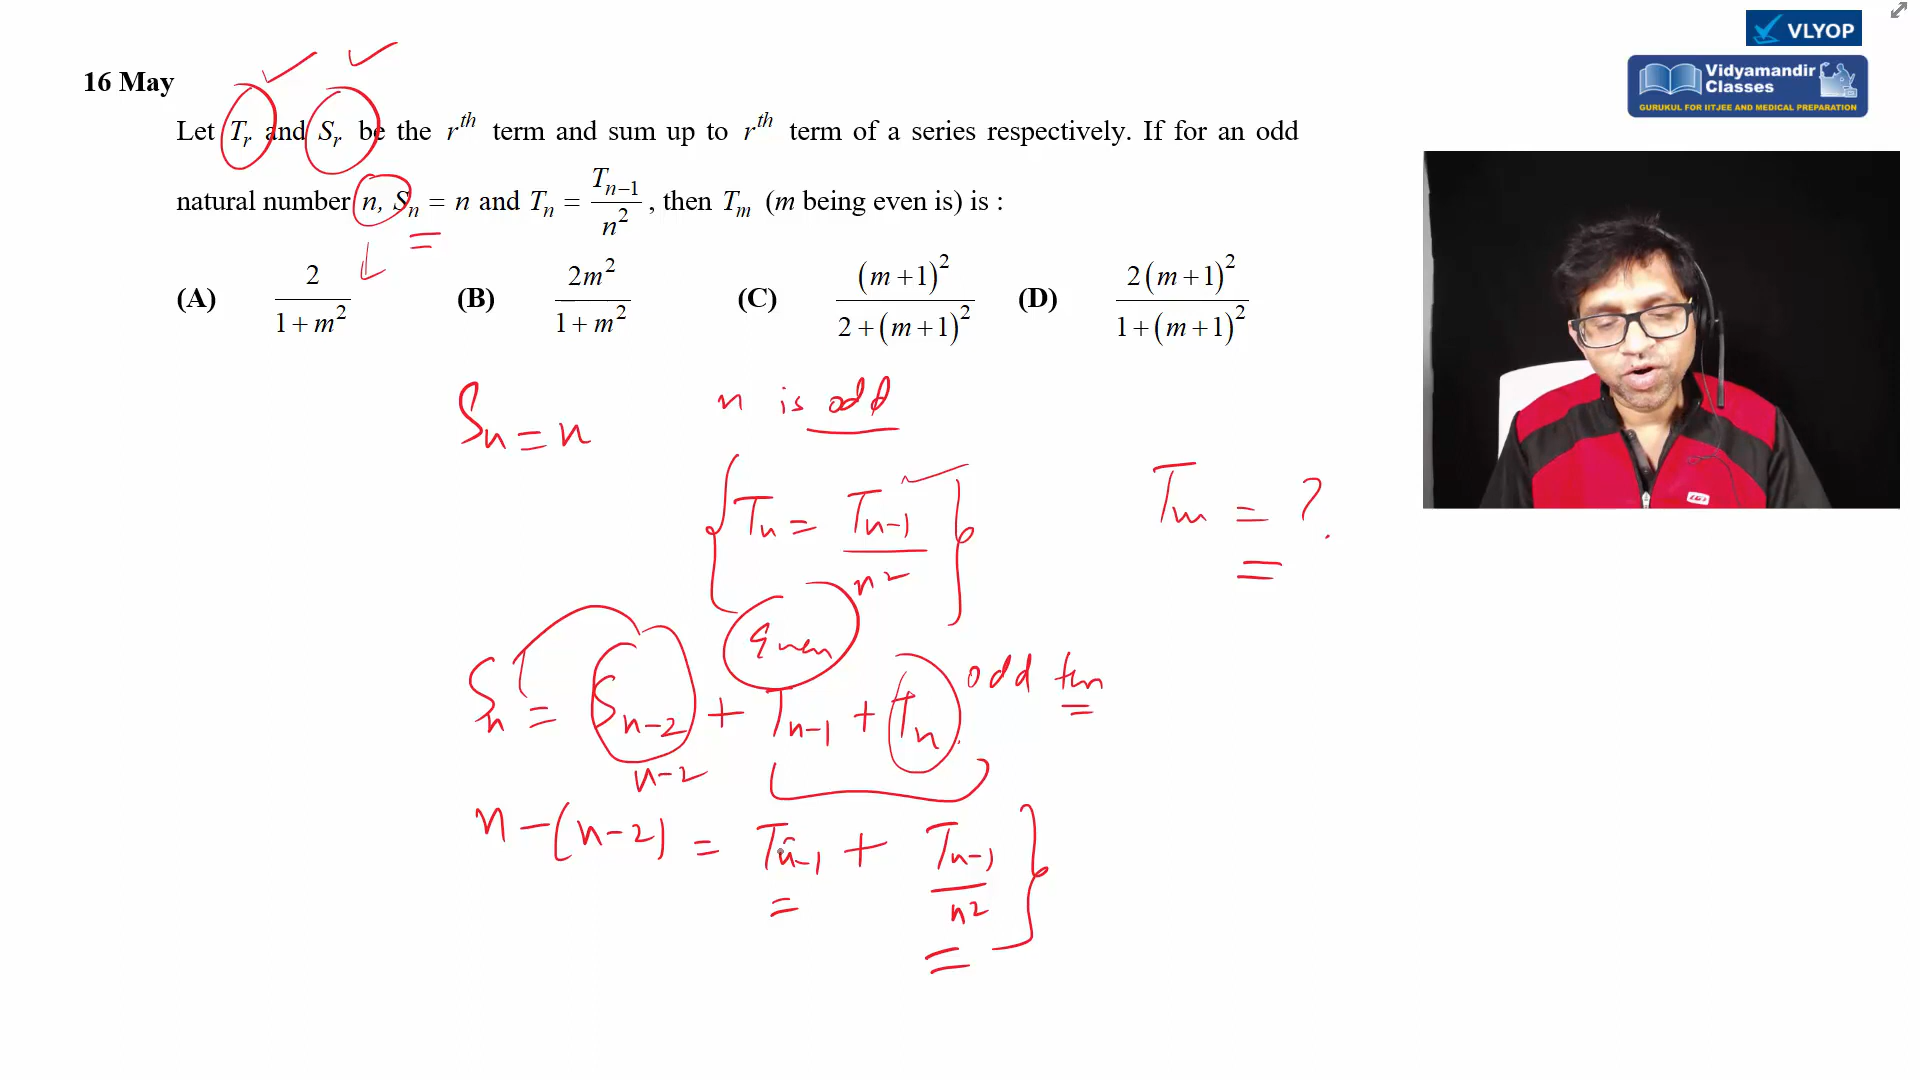 VLYOP
Vidyamandir
Classes
GURUKUL FOR IITJEE AND MEDICAL PREPARATION
16 May
Let T_r and S_r be the r^th term and sum up to r^th term of a series respectively. If for an odd
natural number n, S_n = n and T_n = T_{n−1}/n^2, then T_m (m being even is) is :
(A) 2/(1+m^2) (B) 2m^2/(1+m^2) (C) (m+1)^2/(2+(m+1)^2) (D) 2(m+1)^2/(1+(m+1)^2)
S_n = n n is odd
{T_n = T_{n-1}/n^2} T_m = ?
S_n = S_{n-2} + T_{n-1} + T_n odd
n-2
n - (n-2) = T_{n-1} + T_{n-1}/n^2 }